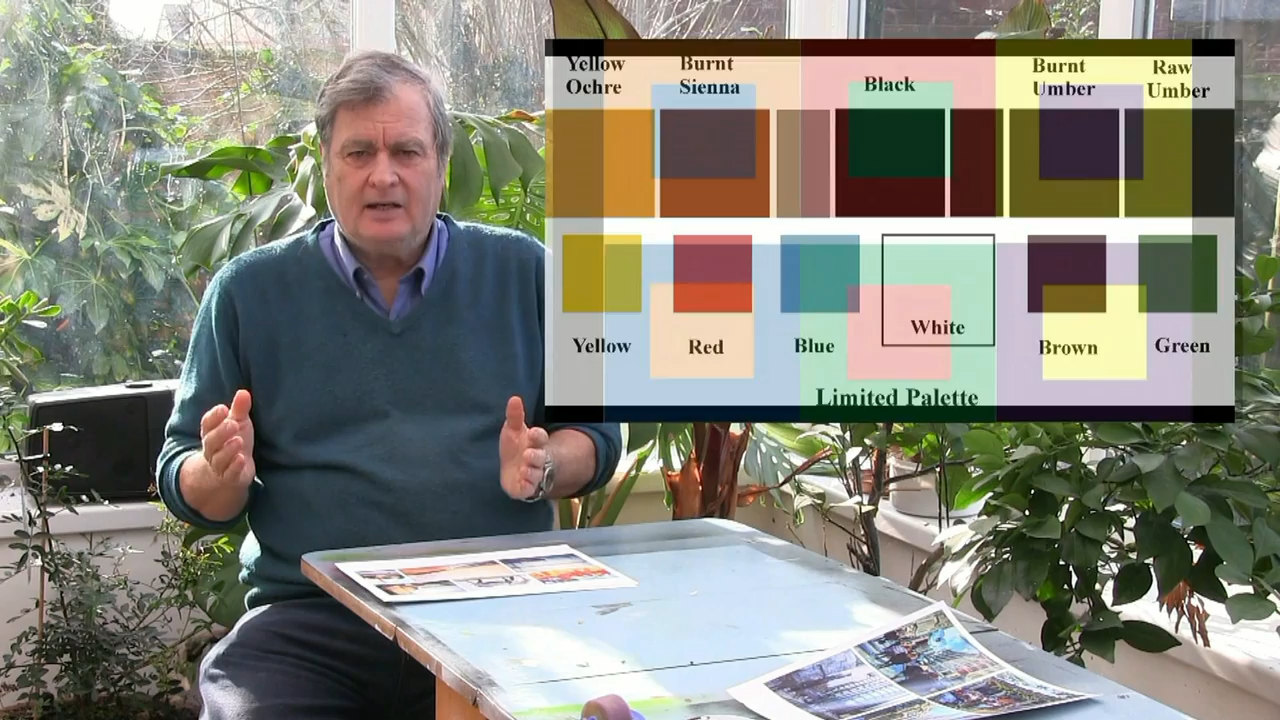 Yellow
Ochre
Burnt
Sienna
Black
Burnt
Umber
Raw
Umber
Yellow
Red
Blue
White
Brown
Green
Limited Palette